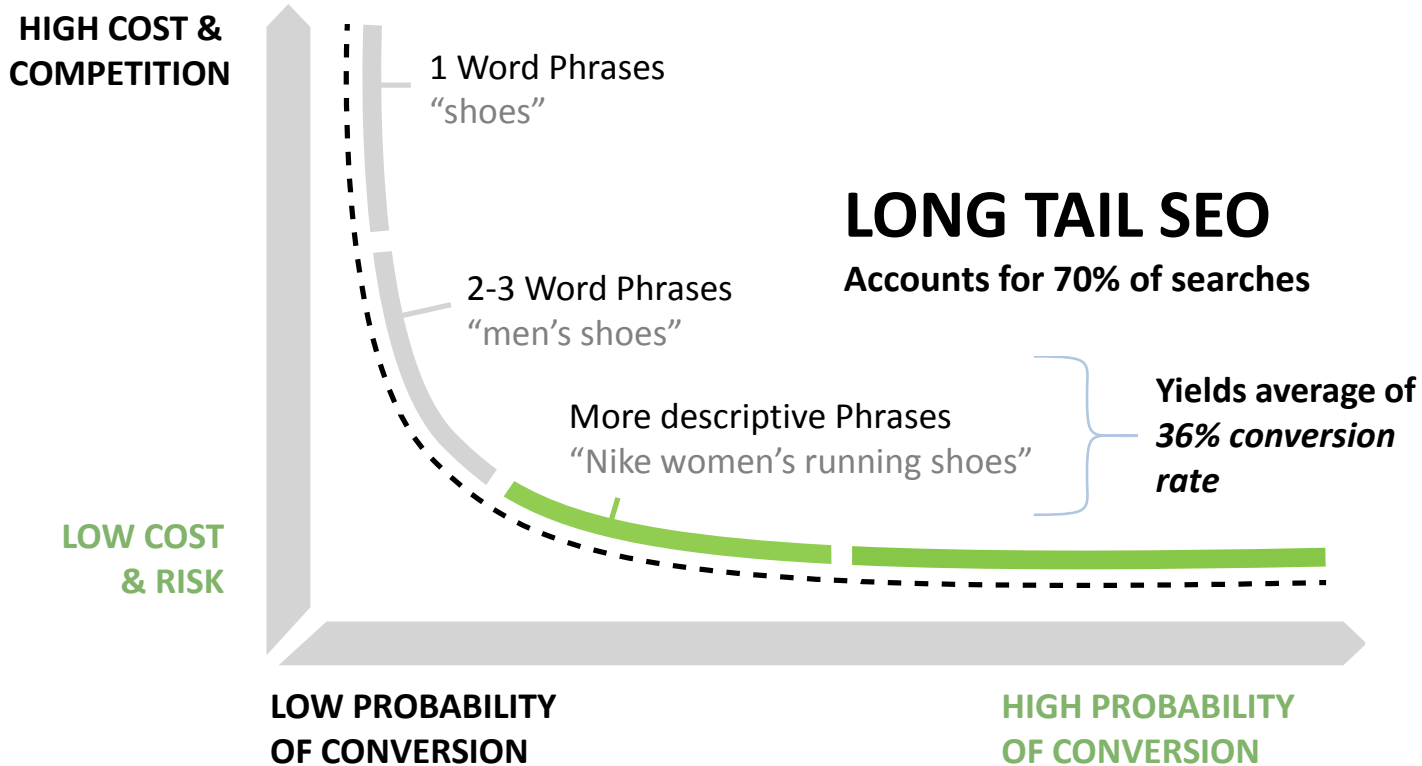 HIGH COST &
COMPETITION
1 Word Phrases
“shoes”
LONG TAIL SEO
Accounts for 70% of searches
2-3 Word Phrases
“men’s shoes”
More descriptive Phrases
“Nike women’s running shoes”
Yields average of
36% conversion
rate
LOW COST
& RISK
LOW PROBABILITY
OF CONVERSION
HIGH PROBABILITY
OF CONVERSION